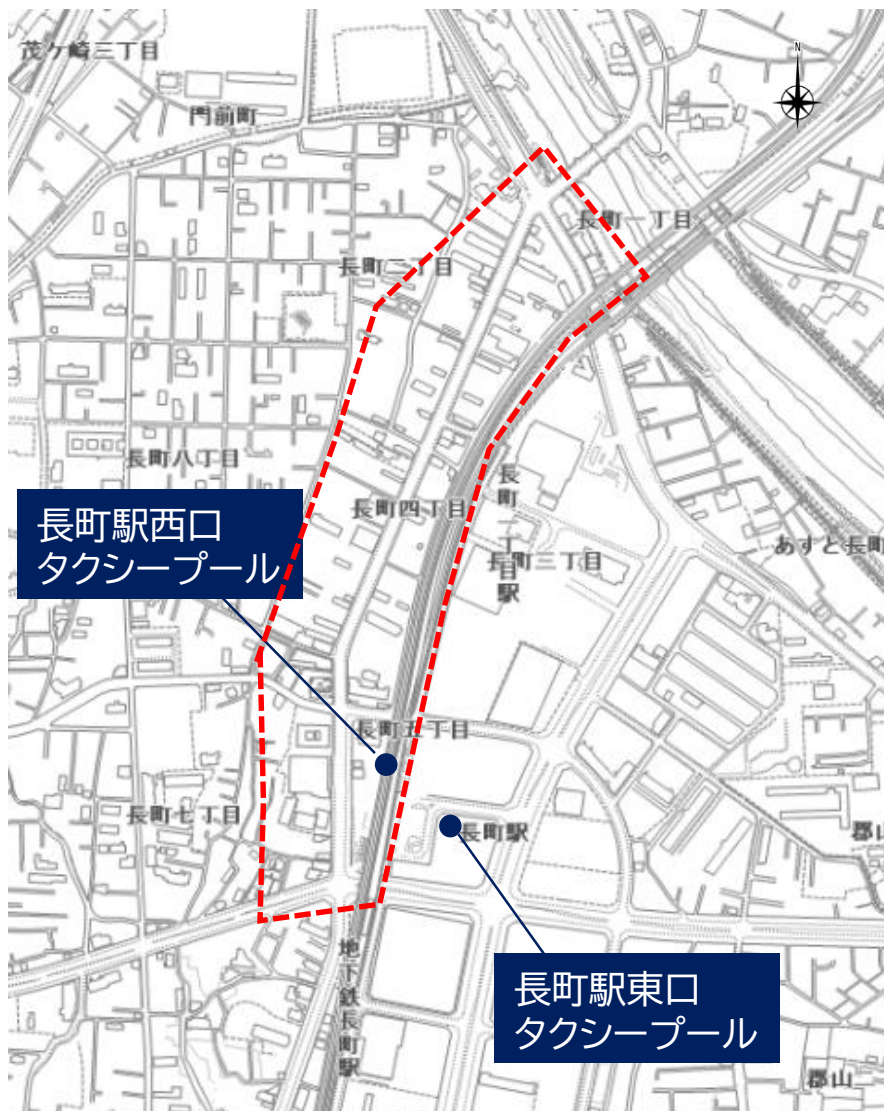 茂ケ崎三丁目
N
門前町
長町一丁目
長町二丁目
長町八丁目
長町四丁目
長町一丁目駅
長町三丁目
あすと長町
長町駅西口
タクシープール
長町五丁目
長町七丁目
長町駅
郡山
地下鉄長町駅
長町駅東口
タクシープール
郡山